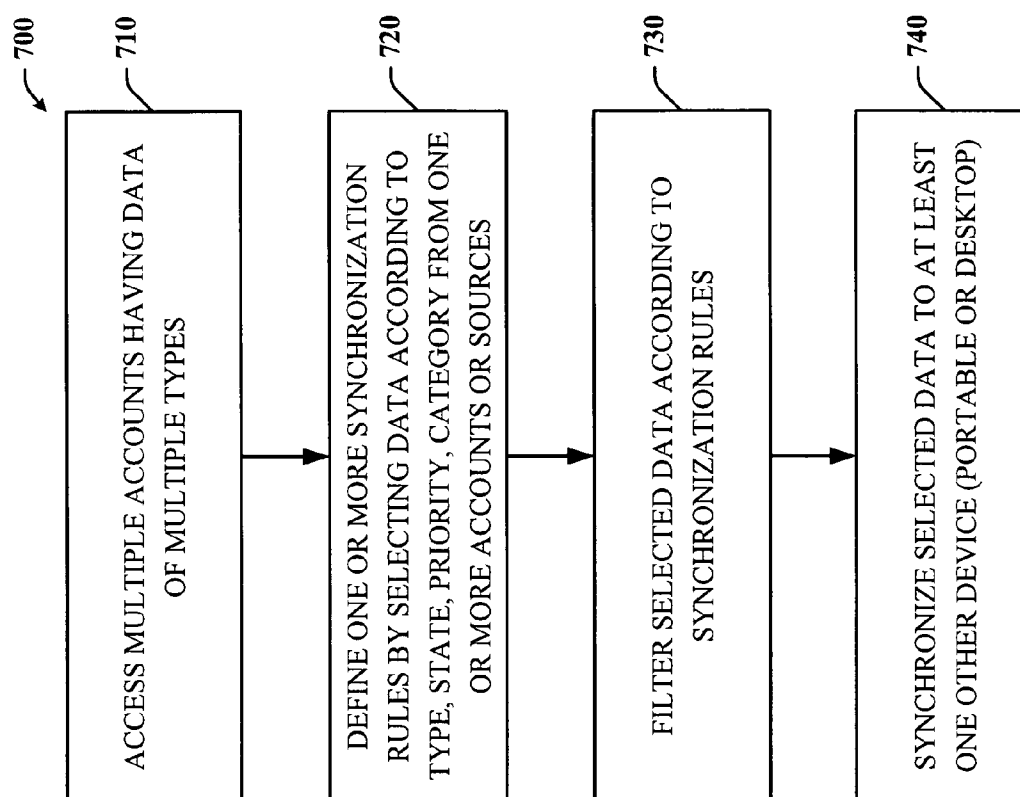 700
710
ACCESS MULTIPLE ACCOUNTS HAVING DATA
OF MULTIPLE TYPES
720
DEFINE ONE OR MORE SYNCHRONIZATION
RULES BY SELECTING DATA ACCORDING TO
TYPE, STATE, PRIORITY, CATEGORY FROM ONE
OR MORE ACCOUNTS OR SOURCES
730
FILTER SELECTED DATA ACCORDING TO
SYNCHRONIZATION RULES
740
SYNCHRONIZE SELECTED DATA TO AT LEAST
ONE OTHER DEVICE (PORTABLE OR DESKTOP)